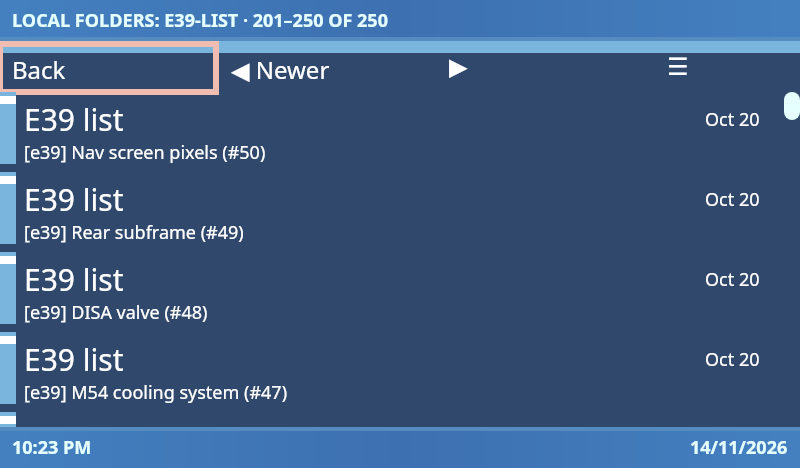 LOCAL FOLDERS: E39-LIST · 201–250 OF 250
Back ◀ Newer ▶ ☰
E39 list Oct 20
[e39] Nav screen pixels (#50)
E39 list Oct 20
[e39] Rear subframe (#49)
E39 list Oct 20
[e39] DISA valve (#48)
E39 list Oct 20
[e39] M54 cooling system (#47)
10:23 PM 14/11/2026